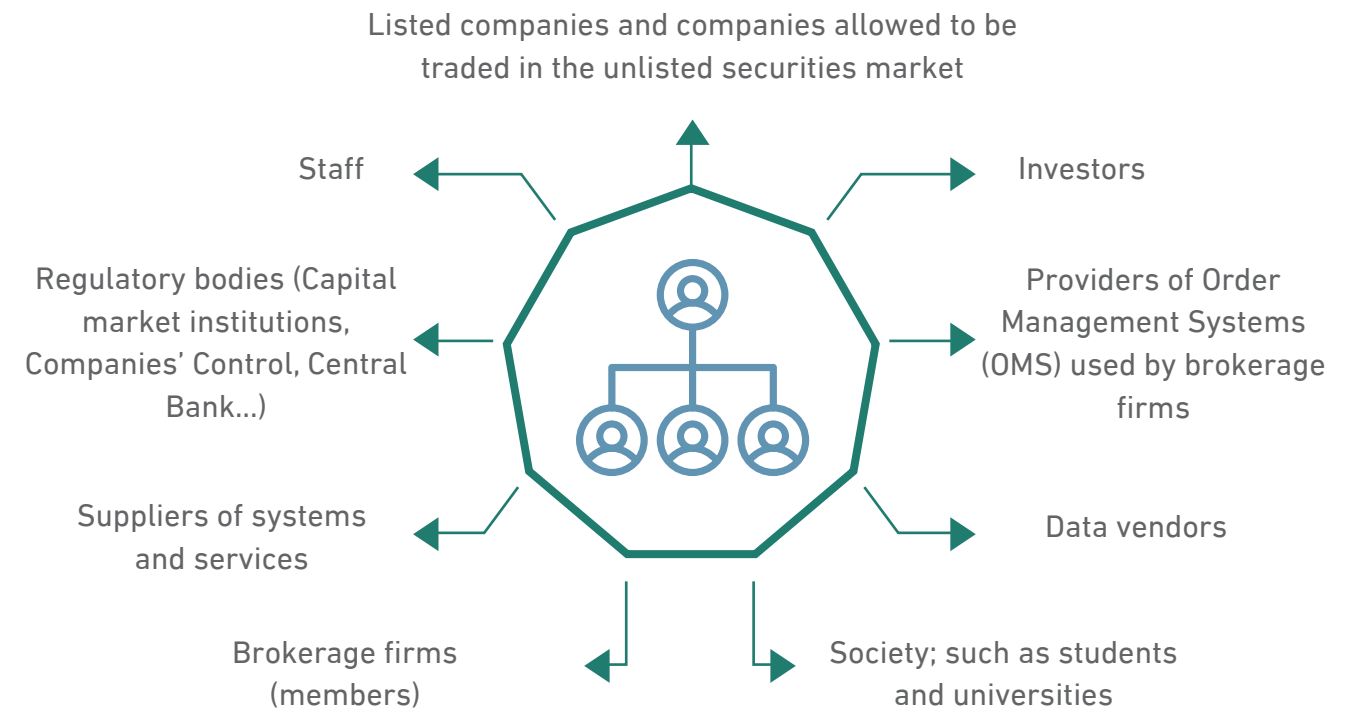 Listed companies and companies allowed to be
traded in the unlisted securities market
Staff
Investors
Regulatory bodies (Capital
market institutions,
Companies’ Control, Central
Bank...)
Providers of Order
Management Systems
(OMS) used by brokerage
firms
Suppliers of systems
and services
Data vendors
Brokerage firms
(members)
Society; such as students
and universities